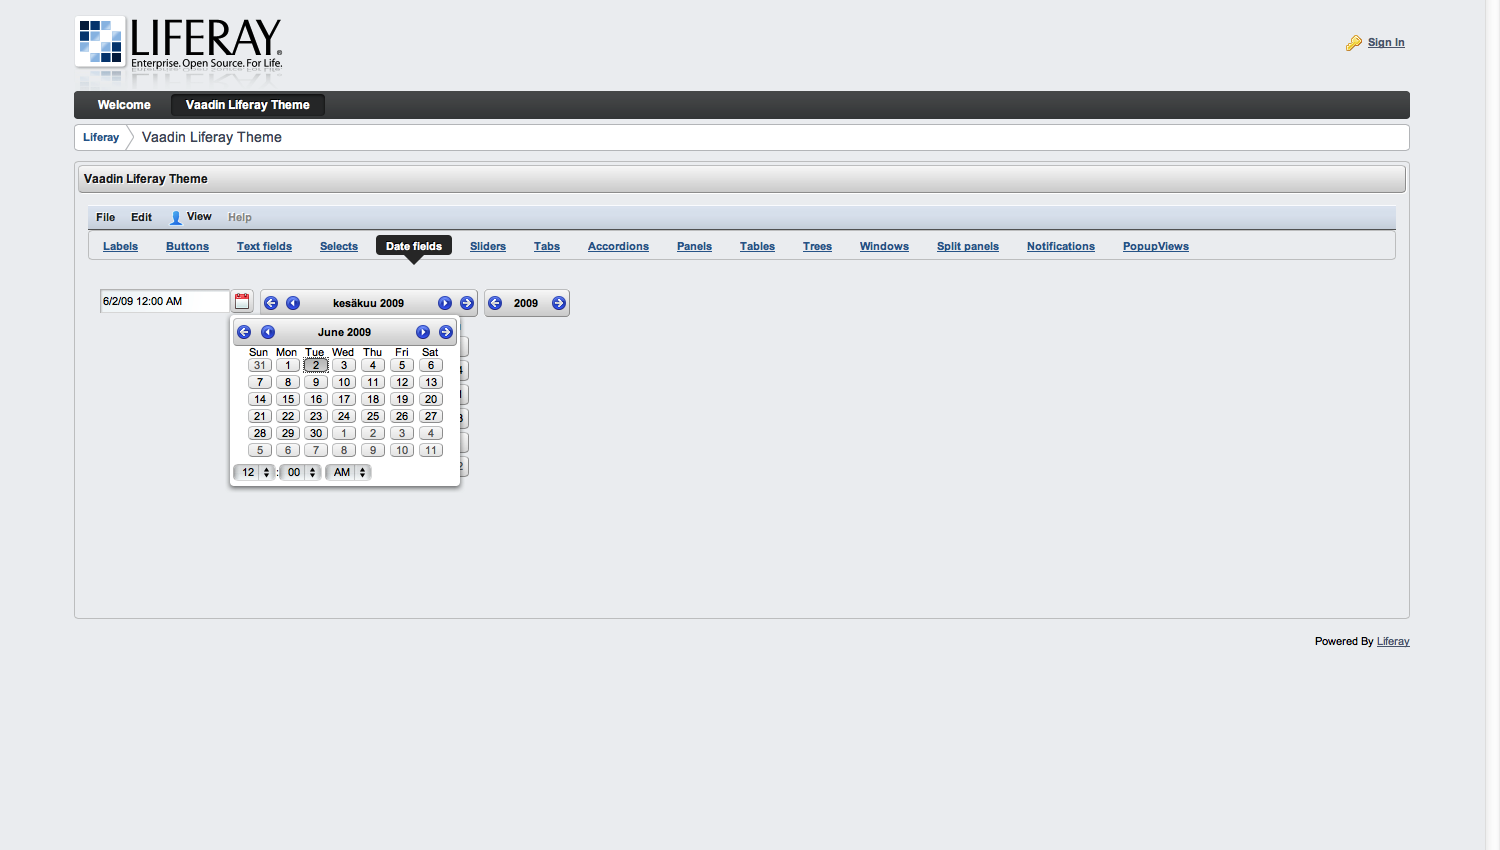 LIFERAY
Enterprise. Open Source. For Life.
Sign In
Welcome Vaadin Liferay Theme
Liferay Vaadin Liferay Theme
Vaadin Liferay Theme
File Edit View Help
Labels Buttons Text fields Selects Date fields Sliders Tabs Accordions Panels Tables Trees Windows Split panels Notifications PopupViews
6/2/09 12:00 AM kesäkuu 2009 2009
June 2009
Sun Mon Tue Wed Thu Fri Sat
31 1 2 3 4 5 6
7 8 9 10 11 12 13
14 15 16 17 18 19 20
21 22 23 24 25 26 27
28 29 30 1 2 3 4
5 6 7 8 9 10 11
12 : 00 AM
Powered By Liferay